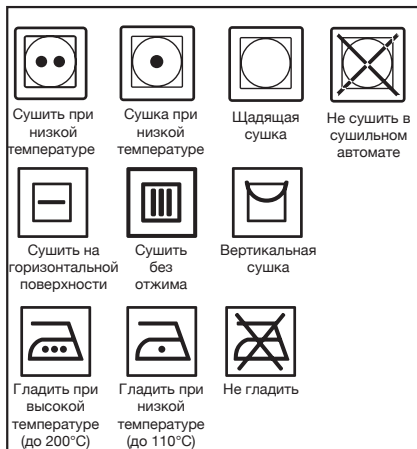 Сушить при
низкой
температуре
Сушка при
низкой
температуре
Щадящая
сушка
Не сушить в
сушильном
автомате
Сушить на
горизонтальной
поверхности
Сушить
без
отжима
Вертикальная
сушка
Гладить при
высокой
температуре
(до 200°C)
Гладить при
низкой
температуре
(до 110°C)
Не гладить